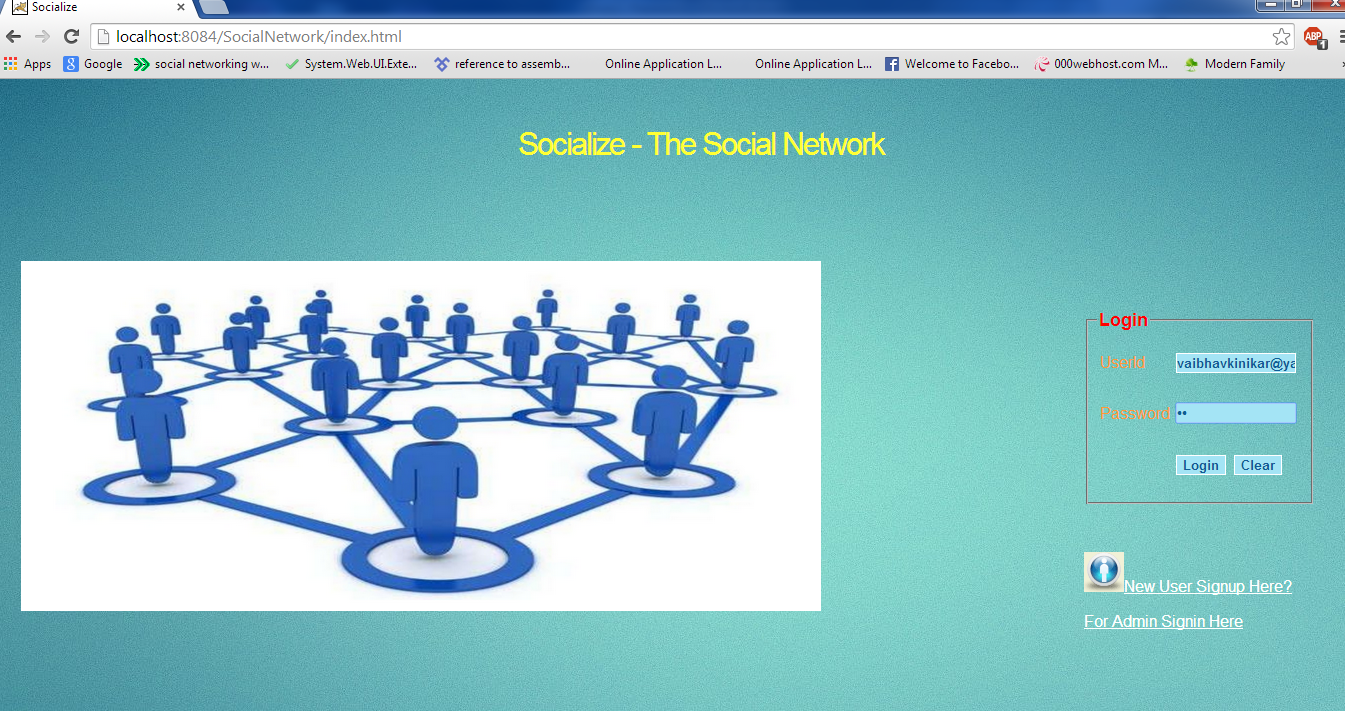 Socialize
localhost:8084/SocialNetwork/index.html
ABP 1
Apps Google social networking w... System.Web.UI.Exte... reference to assemb... Online Application L... Online Application L... Welcome to Facebo... 000webhost.com M... Modern Family
Socialize - The Social Network
Login
UserId vaibhavkinikar@ya
Password ••
Login Clear
New User Signup Here?
For Admin Signin Here